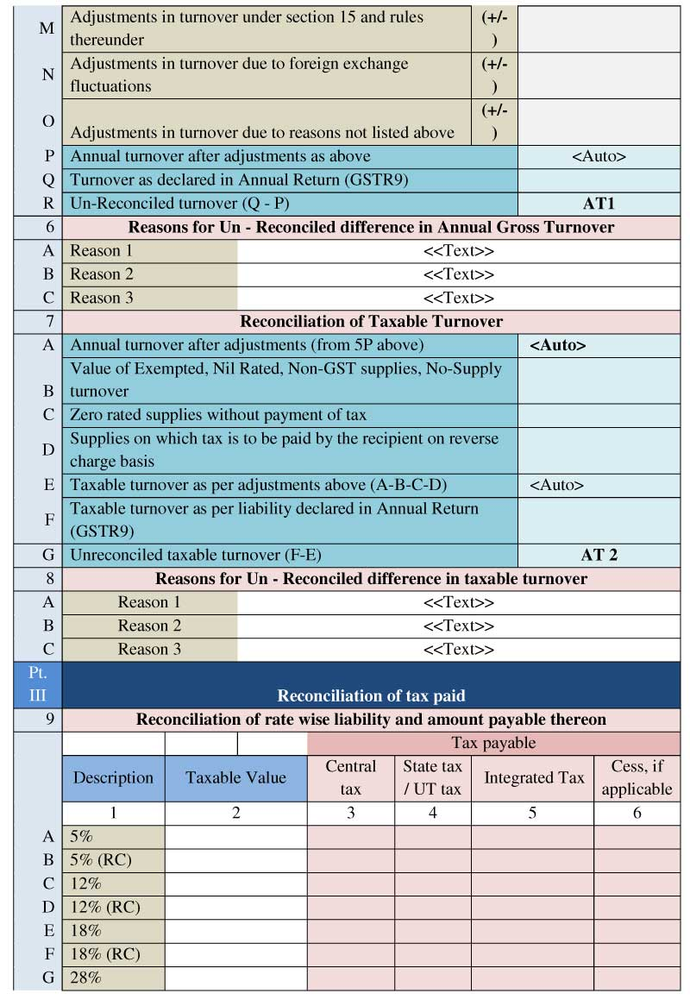 M Adjustments in turnover under section 15 and rules (+/-
thereunder )
N Adjustments in turnover due to foreign exchange (+/-
fluctuations )
O (+/-
Adjustments in turnover due to reasons not listed above )
P Annual turnover after adjustments as above <Auto>
Q Turnover as declared in Annual Return (GSTR9)
R Un-Reconciled turnover (Q - P) AT1
6 Reasons for Un - Reconciled difference in Annual Gross Turnover
A Reason 1 <<Text>>
B Reason 2 <<Text>>
C Reason 3 <<Text>>
7 Reconciliation of Taxable Turnover
A Annual turnover after adjustments (from 5P above) <Auto>
Value of Exempted, Nil Rated, Non-GST supplies, No-Supply
B turnover
C Zero rated supplies without payment of tax
D Supplies on which tax is to be paid by the recipient on reverse
charge basis
E Taxable turnover as per adjustments above (A-B-C-D) <Auto>
F Taxable turnover as per liability declared in Annual Return
(GSTR9)
G Unreconciled taxable turnover (F-E) AT 2
8 Reasons for Un - Reconciled difference in taxable turnover
A Reason 1 <<Text>>
B Reason 2 <<Text>>
C Reason 3 <<Text>>
Pt.
III Reconciliation of tax paid
9 Reconciliation of rate wise liability and amount payable thereon
Tax payable
Description Taxable Value Central tax State tax / UT tax Integrated Tax Cess, if applicable
1 2 3 4 5 6
A 5%
B 5% (RC)
C 12%
D 12% (RC)
E 18%
F 18% (RC)
G 28%